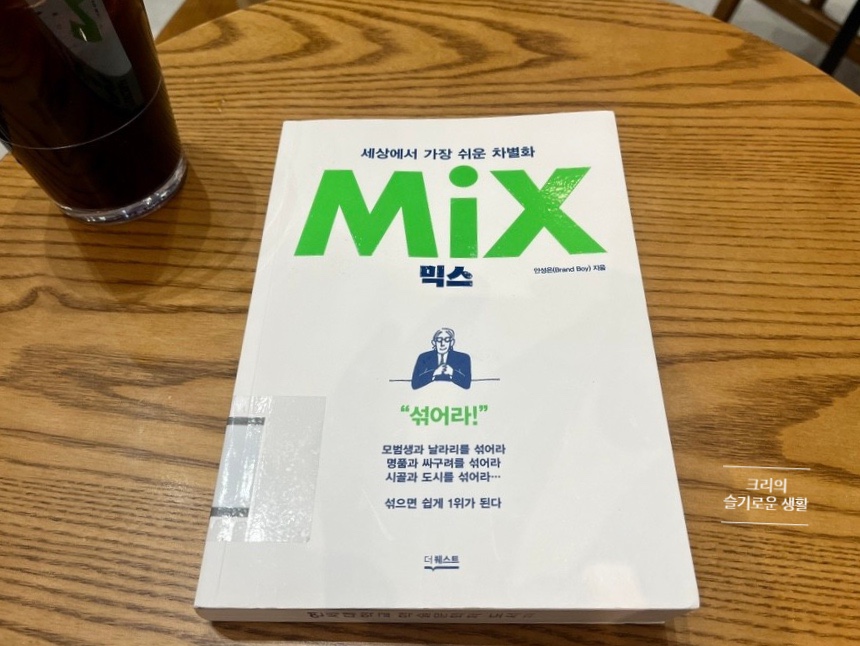 세상에서 가장 쉬운 차별화
MiX
믹스
안성은(Brand Boy) 지음
“섞어라!”
모범생과 날라리를 섞어라
명품과 싸구려를 섞어라
시골과 도시를 섞어라…
섞으면 쉽게 1위가 된다
더퀘스트
크리의
슬기로운 생활